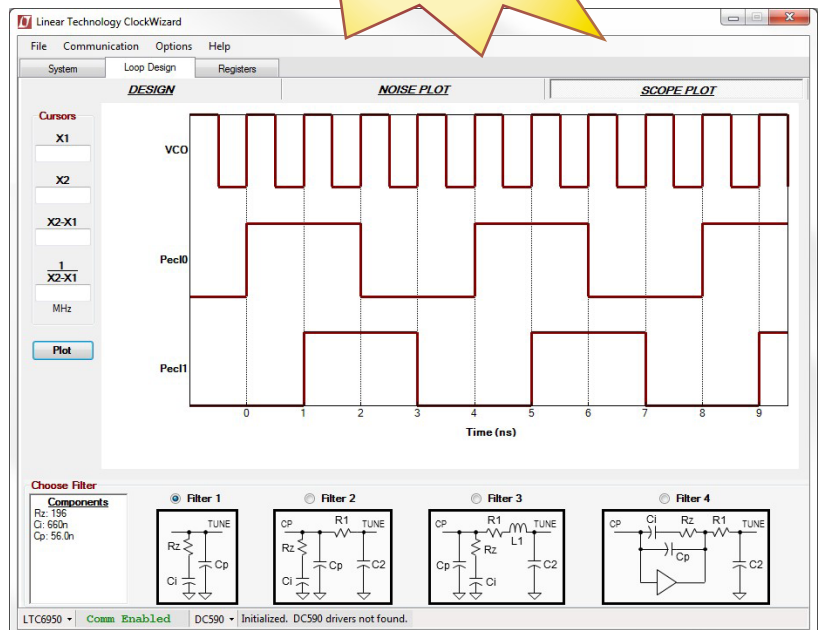 Linear Technology ClockWizard
File Communication Options Help
System Loop Design Registers
DESIGN NOISE PLOT SCOPE PLOT
Cursors
X1
X2
X2-X1
1
X2-X1
MHz
Plot
VCO
Pecl0
Pecl1
0 1 2 3 4 5 6 7 8 9
Time (ns)
Choose Filter
Components
Rz: 196
Ci: 660n
Cp: 56.0n
Filter 1 Filter 2 Filter 3 Filter 4
TUNE
Rz
Cp
Ci
CP R1 TUNE
Rz
Cp C2
Ci
CP R1 TUNE
L1
Rz
Cp C2
Ci
CP Ci Rz R1 TUNE
Cp
C2
LTC6950 Comm Enabled DC590 Initialized. DC590 drivers not found.